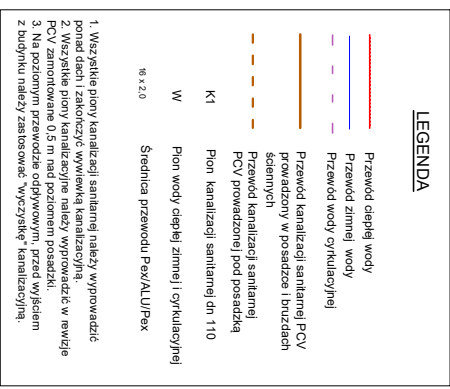 LEGENDA
Przewód ciepłej wody
Przewód zimnej wody
Przewód wody cyrkulacyjnej
Przewód kanalizacji sanitarnej PCV
prowadzony w posadzce i bruzdach
ściennych
Przewód kanalizacji sanitarnej
PCV prowadzonej pod posadzką
K1 Pion kanalizacji sanitarnej dn 110
W Pion wody ciepłej zimnej i cyrkulacyjnej
16 x 2,0 Średnica przewodu Pex/ALU/Pex
1. Wszystkie piony kanalizacji sanitarnej należy wyprowadzić
ponad dach i zakończyć wywiewką kanalizacyjną.
2. Wszystkie piony kanalizacyjne należy wyprowadzić w rewizje
PCV zamontowane 0,5 m nad poziomem posadzki.
3. Na poziomym przewodzie odpływowym, przed wyjściem
z budynku należy zastosować "wyczystkę" kanalizacyjną.